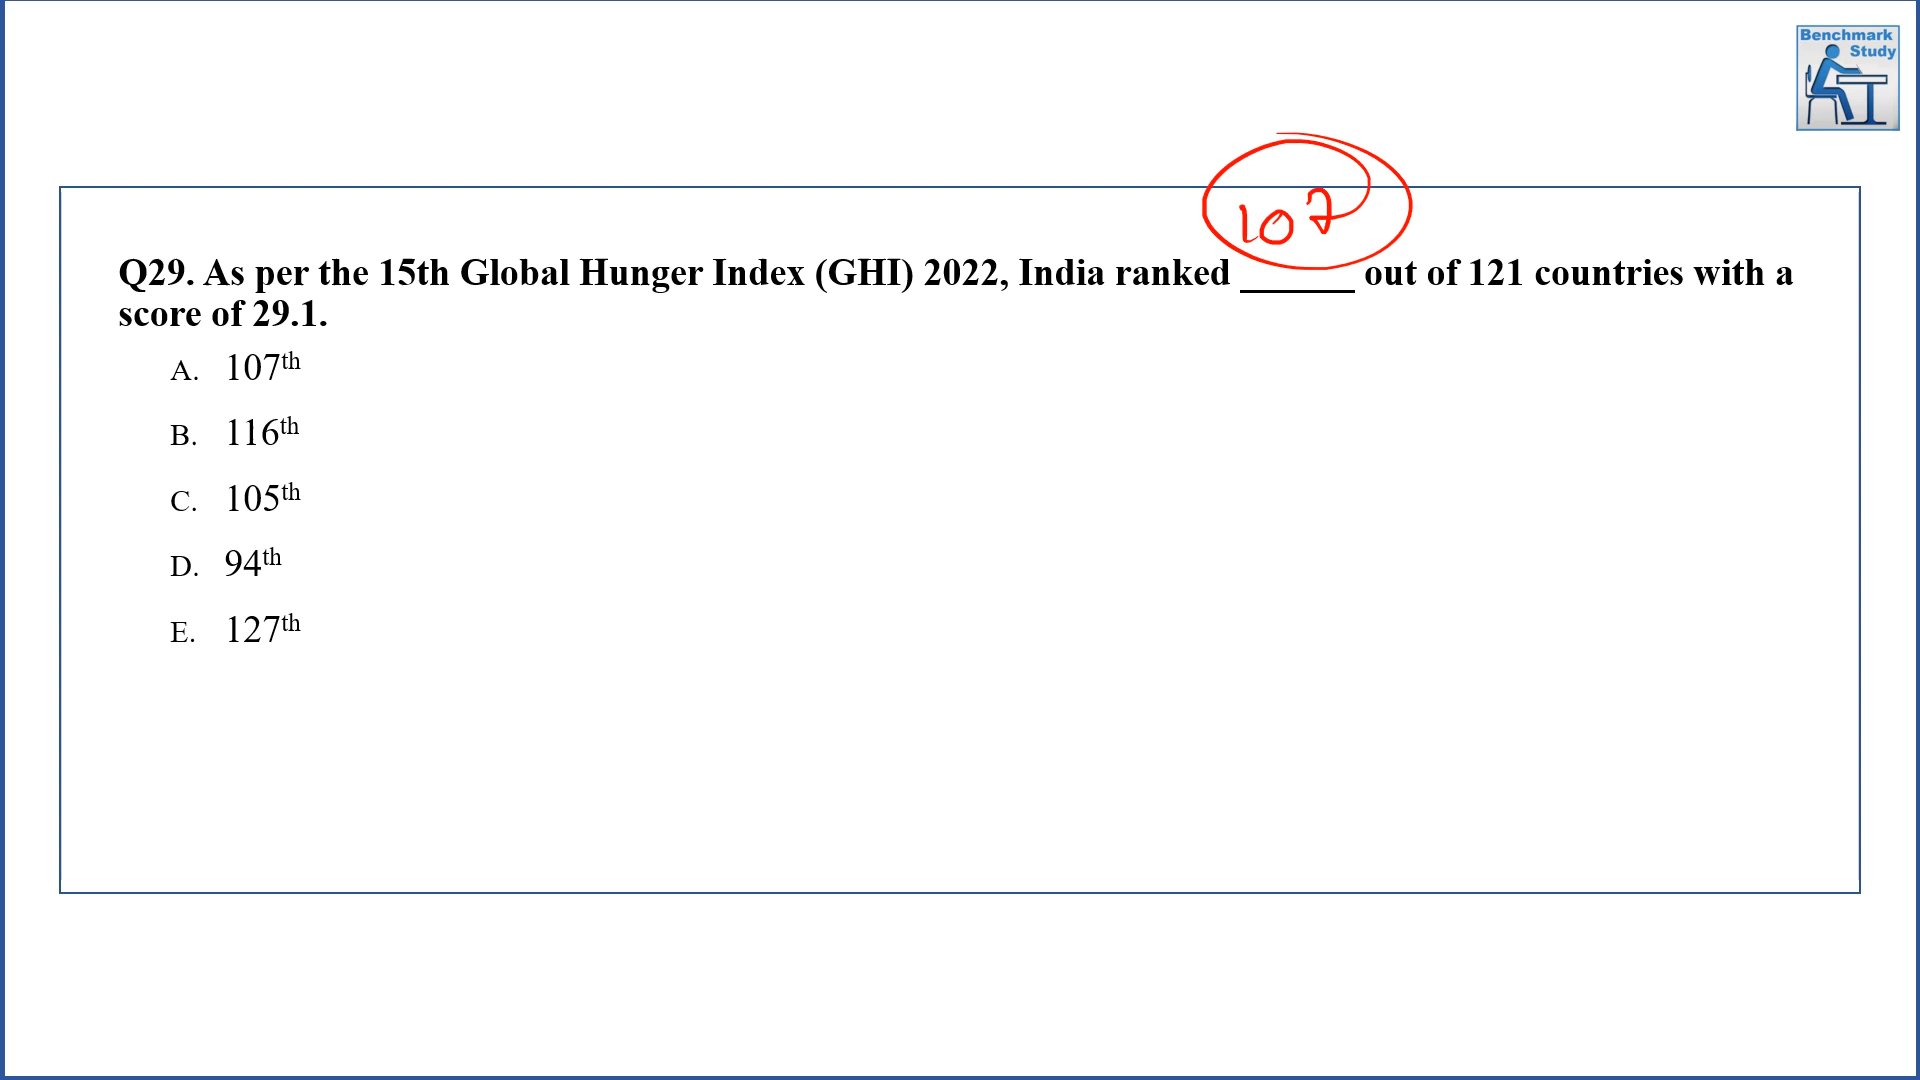 Benchmark
Study
107
Q29. As per the 15th Global Hunger Index (GHI) 2022, India ranked ______ out of 121 countries with a
score of 29.1.
A. 107th
B. 116th
C. 105th
D. 94th
E. 127th